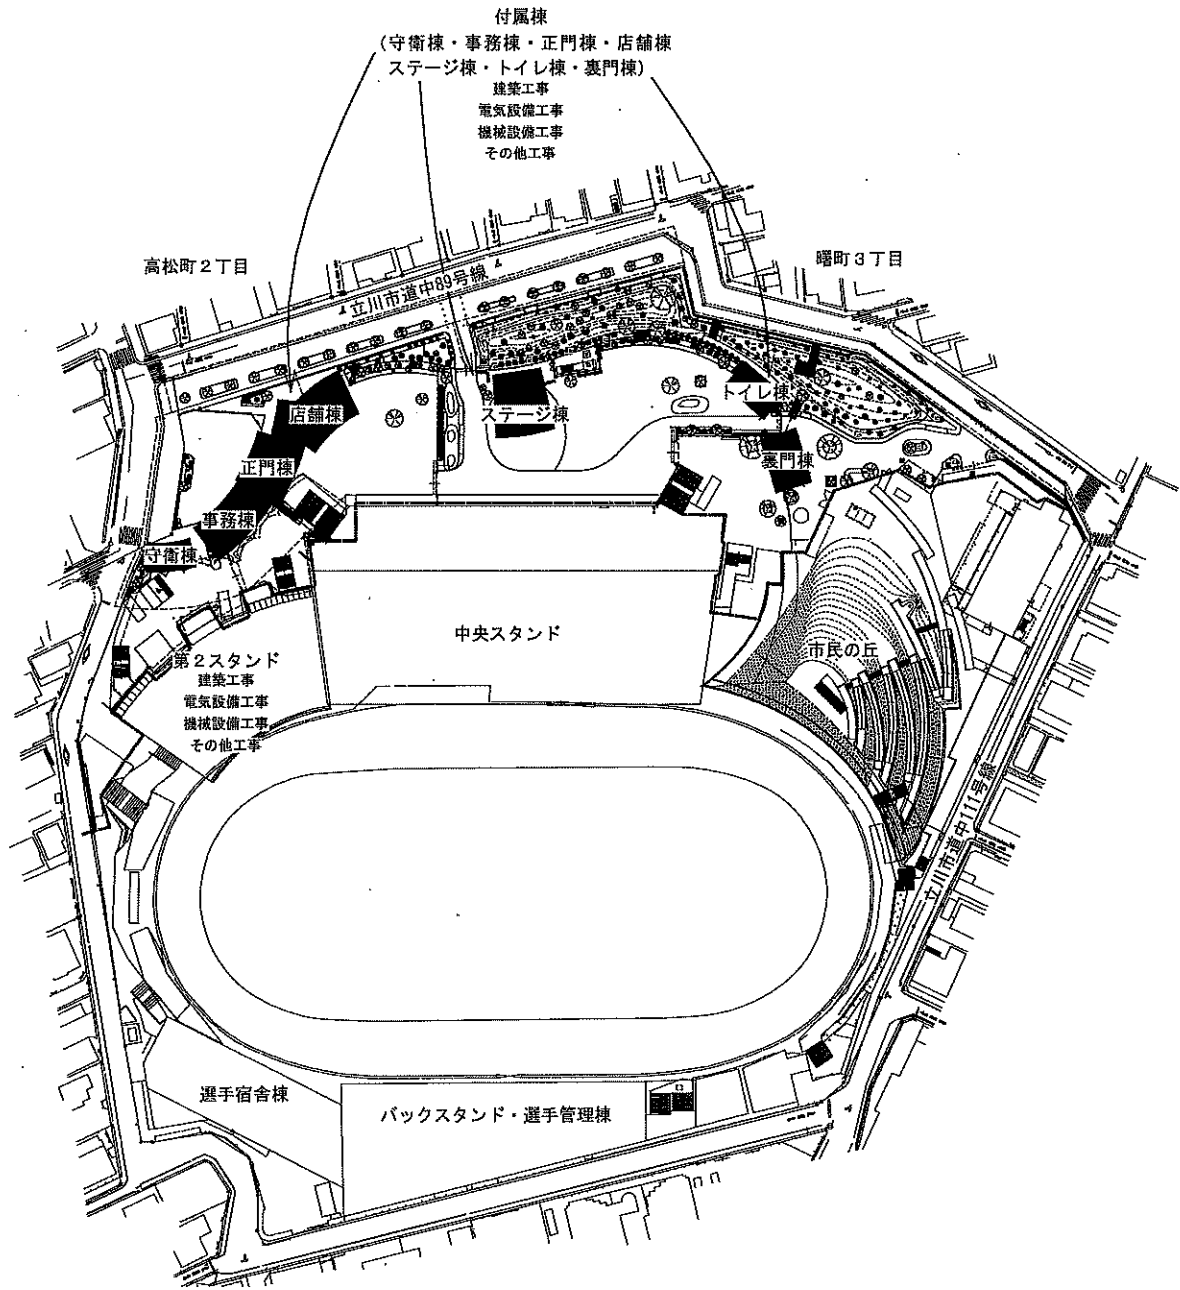 付属棟
(守衛棟・事務棟・正門棟・店舗棟
ステージ棟・トイレ棟・裏門棟)
建築工事
電気設備工事
機械設備工事
その他工事
高松町2丁目
曙町3丁目
立川市道中89号線
店舗棟
ステージ棟
トイレ棟
正門棟
裏門棟
事務棟
守衛棟
中央スタンド
市民の丘
第2スタンド
建築工事
電気設備工事
機械設備工事
その他工事
立川市道中111号線
選手宿舎棟
バックスタンド・選手管理棟